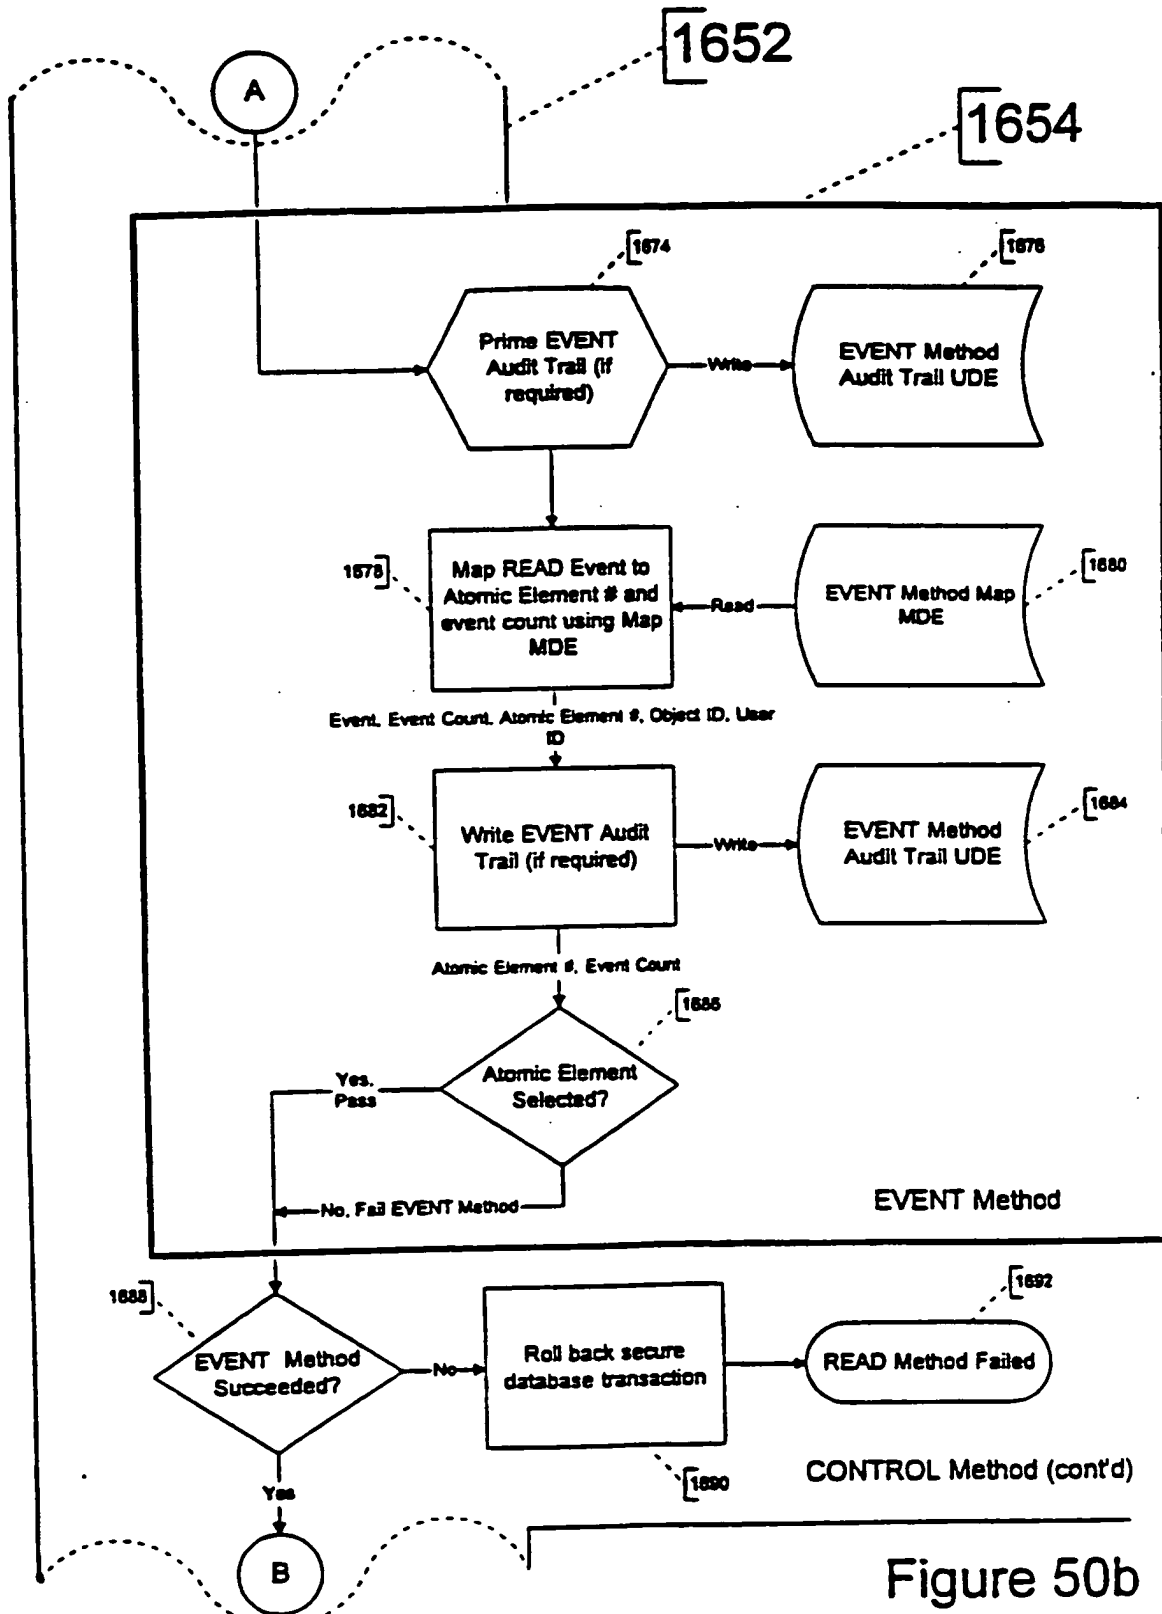 1652
A
1654
1674
1676
Prime EVENT
Audit Trail (if
required)
Write
EVENT Method
Audit Trail UDE
1678
Map READ Event to
Atomic Element # and
event count using Map
MDE
Read
EVENT Method Map
MDE
1680
Event, Event Count, Atomic Element #, Object ID, User
ID
1682
Write EVENT Audit
Trail (if required)
Write
EVENT Method
Audit Trail UDE
1684
Atomic Element #, Event Count
1686
Atomic Element
Selected?
Yes,
Pass
No, Fail EVENT Method
EVENT Method
1688
EVENT Method
Succeeded?
No
Roll back secure
database transaction
1692
READ Method Failed
1690
CONTROL Method (cont'd)
Yes
B
Figure 50b